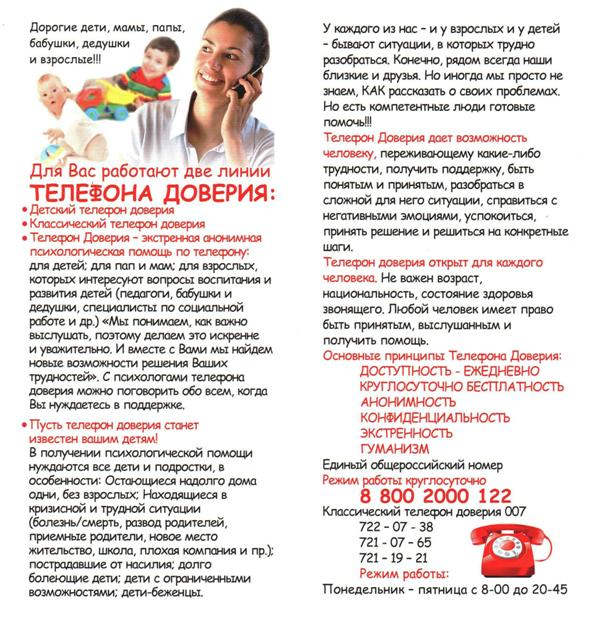 Дорогие дети, мамы, папы,
бабушки, дедушки
и взрослые!!!
Для Вас работают две линии
ТЕЛЕФОНА ДОВЕРИЯ:
• Детский телефон доверия
• Классический телефон доверия
• Телефон Доверия – экстренная анонимная
психологическая помощь по телефону:
для детей; для пап и мам; для взрослых,
которых интересуют вопросы воспитания и
развития детей (педагоги, бабушки и
дедушки, специалисты по социальной
работе и др.) «Мы понимаем, как важно
выслушать, поэтому делаем это искренне
и уважительно. И вместе с Вами мы найдем
новые возможности решения Ваших
трудностей». С психологами телефона
доверия можно поговорить обо всем, когда
Вы нуждаетесь в поддержке.
• Пусть телефон доверия станет
известен вашим детям!
В получении психологической помощи
нуждаются все дети и подростки, в
особенности: Остающиеся надолго дома
одни, без взрослых; Находящиеся в
кризисной и трудной ситуации
(болезнь/смерть, развод родителей,
приемные родители, новое место
жительство, школа, плохая компания и пр.);
пострадавшие от насилия; долго
болеющие дети; дети с ограниченными
возможностями; дети-беженцы.
У каждого из нас – и у взрослых и у детей
– бывают ситуации, в которых трудно
разобраться. Конечно, рядом всегда наши
близкие и друзья. Но иногда мы просто не
знаем, КАК рассказать о своих проблемах.
Но есть компетентные люди готовые
помочь!!!
Телефон Доверия дает возможность
человеку, переживающему какие-либо
трудности, получить поддержку, быть
понятым и принятым, разобраться в
сложной для него ситуации, справиться с
негативными эмоциями, успокоиться,
принять решение и решиться на конкретные
шаги.
Телефон доверия открыт для каждого
человека. Не важен возраст,
национальность, состояние здоровья
звонящего. Любой человек имеет право
быть принятым, выслушанным и
получить помощь.
Основные принципы Телефона Доверия:
ДОСТУПНОСТЬ - ЕЖЕДНЕВНО
КРУГЛОСУТОЧНО БЕСПЛАТНОСТЬ
АНОНИМНОСТЬ
КОНФИДЕНЦИАЛЬНОСТЬ
ЭКСТРЕННОСТЬ
ГУМАНИЗМ
Единый общероссийский номер
Режим работы круглосуточно
8 800 2000 122
Классический телефон доверия 007
722 – 07 - 38
721 – 07 – 65
721 – 19 – 21
Режим работы:
Понедельник – пятница с 8-00 до 20-45